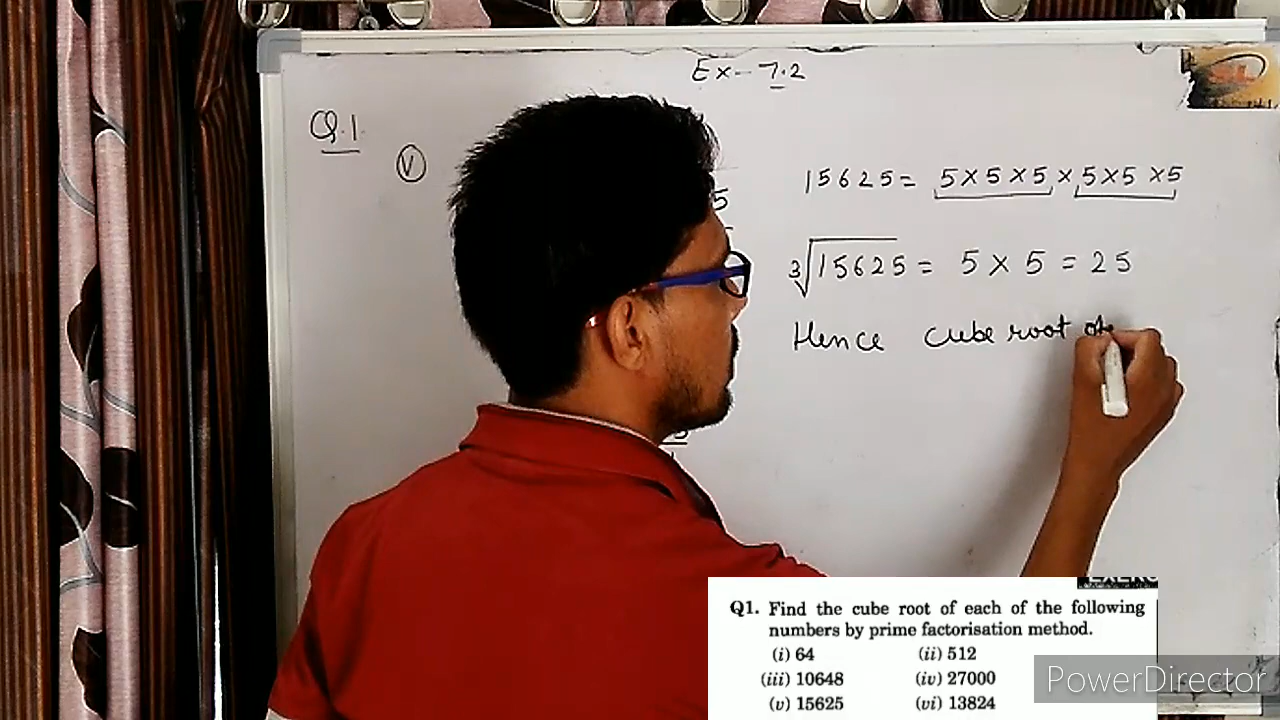 Ex- 7.2
Q.1
(V)
5
15625 = 5×5×5×5×5×5
∛15625 = 5 × 5 = 25
Hence cube root of
Q1. Find the cube root of each of the following
numbers by prime factorisation method.
(i) 64 (ii) 512
(iii) 10648 (iv) 27000
(v) 15625 (vi) 13824
PowerDirector